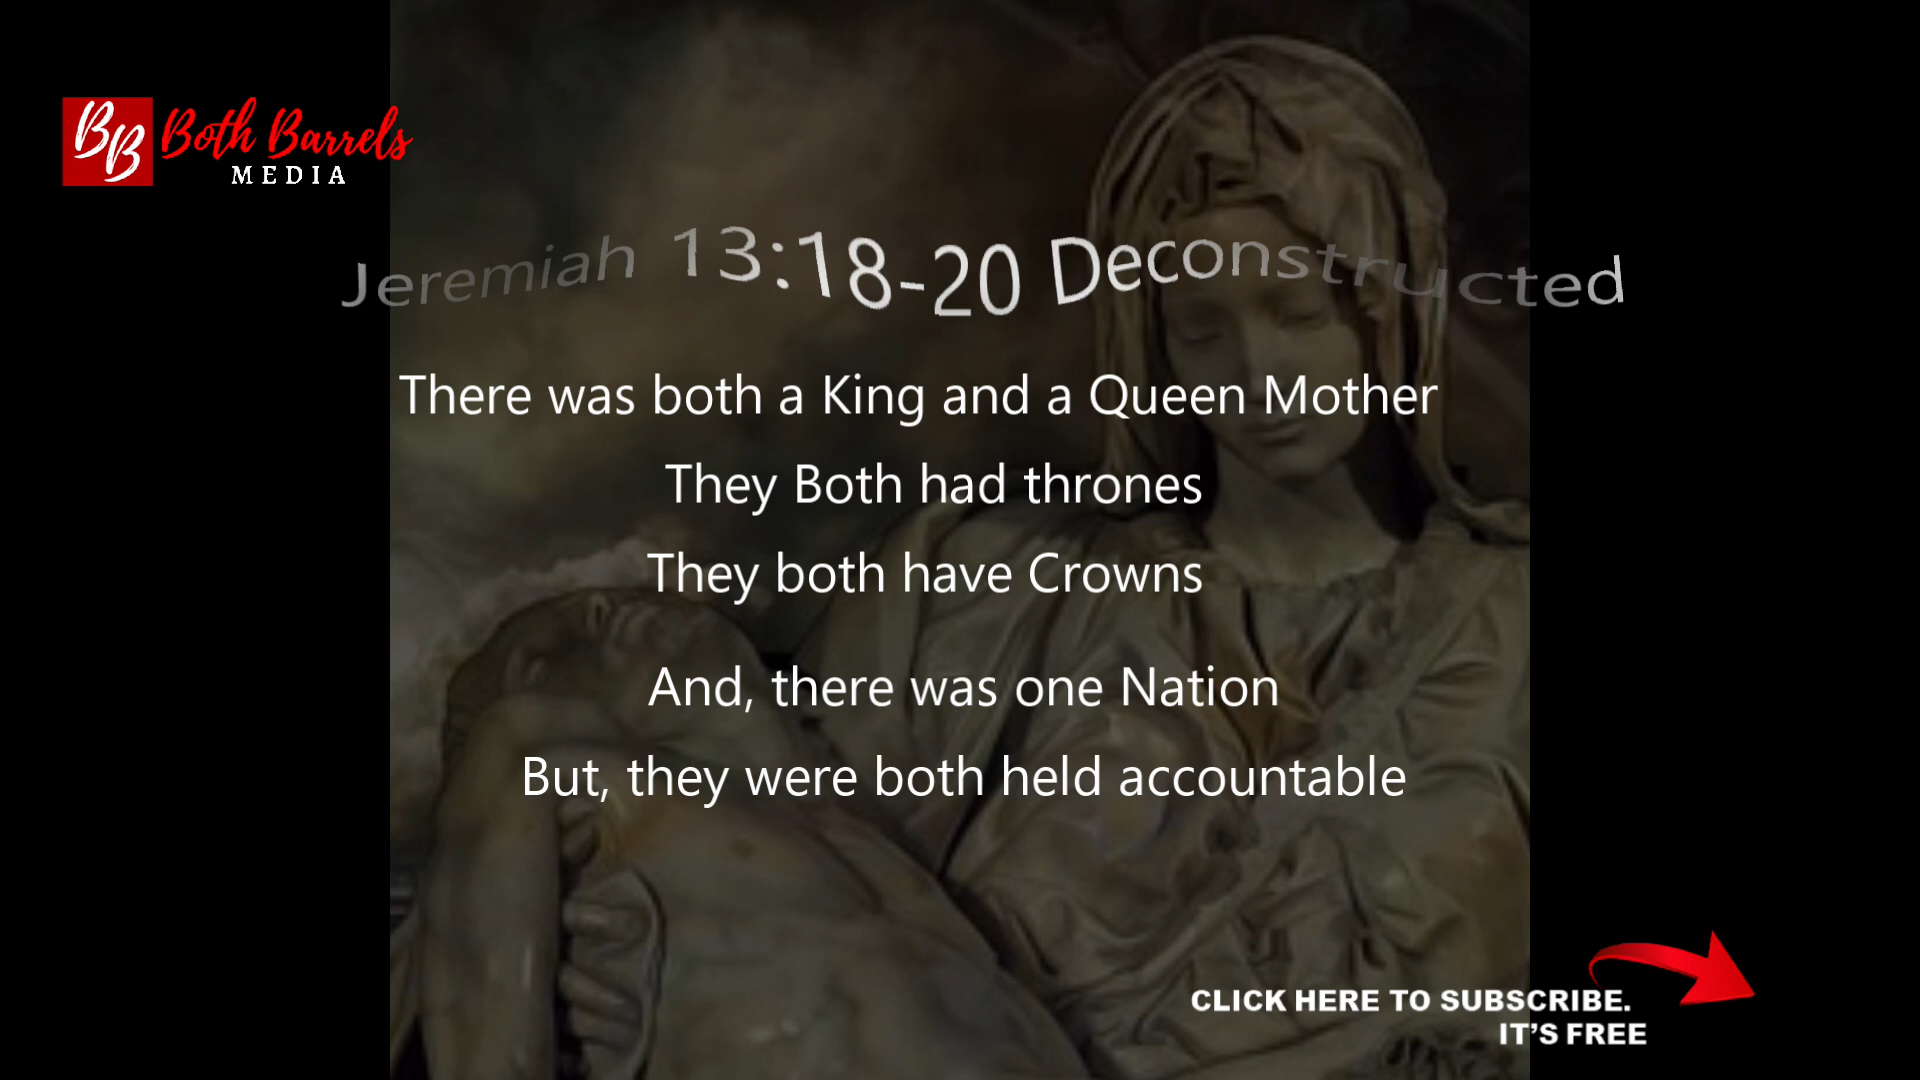 BB Both Barrels
MEDIA
Jeremiah 13:18-20 Deconstructed
There was both a King and a Queen Mother
They Both had thrones
They both have Crowns
And, there was one Nation
But, they were both held accountable
CLICK HERE TO SUBSCRIBE.
IT'S FREE